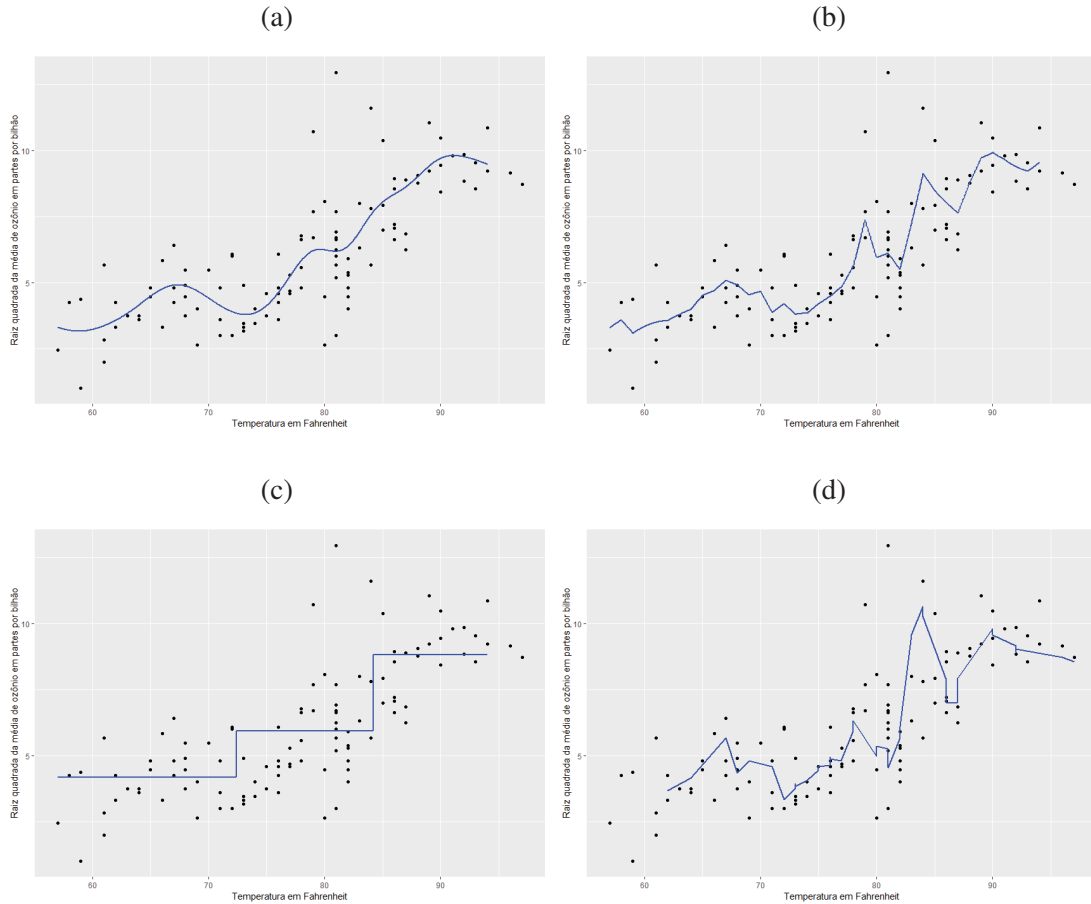 (a)
(b)
Raiz quadrada da média de ozônio em partes por bilhão
10
5
60 70 80 90
Temperatura em Fahrenheit
Raiz quadrada da média de ozônio em partes por bilhão
10
5
60 70 80 90
Temperatura em Fahrenheit
(c)
(d)
Raiz quadrada da média de ozônio em partes por bilhão
10
5
60 70 80 90
Temperatura em Fahrenheit
Raiz quadrada da média de ozônio em partes por bilhão
10
5
60 70 80 90
Temperatura em Fahrenheit